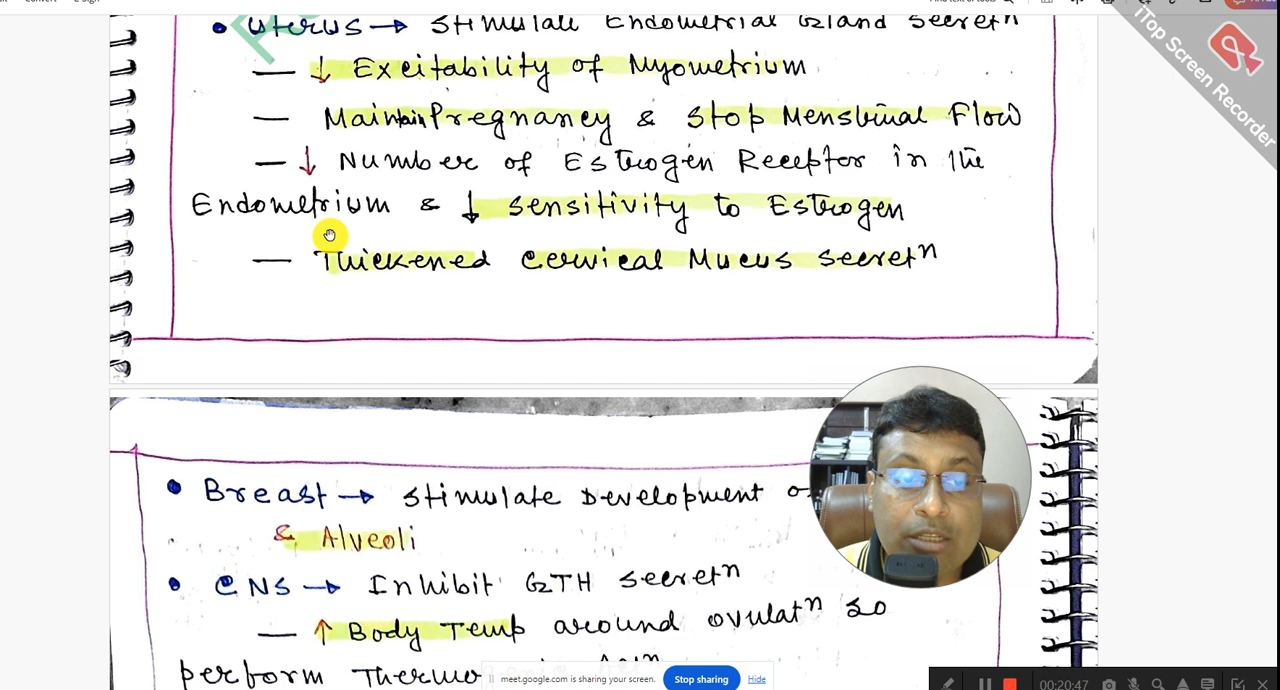 • Uterus → Stimulate Endometrial Gland Secretⁿ
— ↓ Excitability of Myometrium
— Maintain Pregnancy & Stop Menstrual Flow
— ↓ Number of Estrogen Receptor in the
Endometrium & ↓ Sensitivity to Estrogen
— Thickened Cervical Mucus Secretⁿ
• Breast → Stimulate Development
& Alveoli
• CNS → Inhibit GTH Secretⁿ
— ↑ Body Temp around ovulatⁿ so
perform
iTop Screen Recorder
meet.google.com is sharing your screen.
Stop sharing
Hide
00:20:47